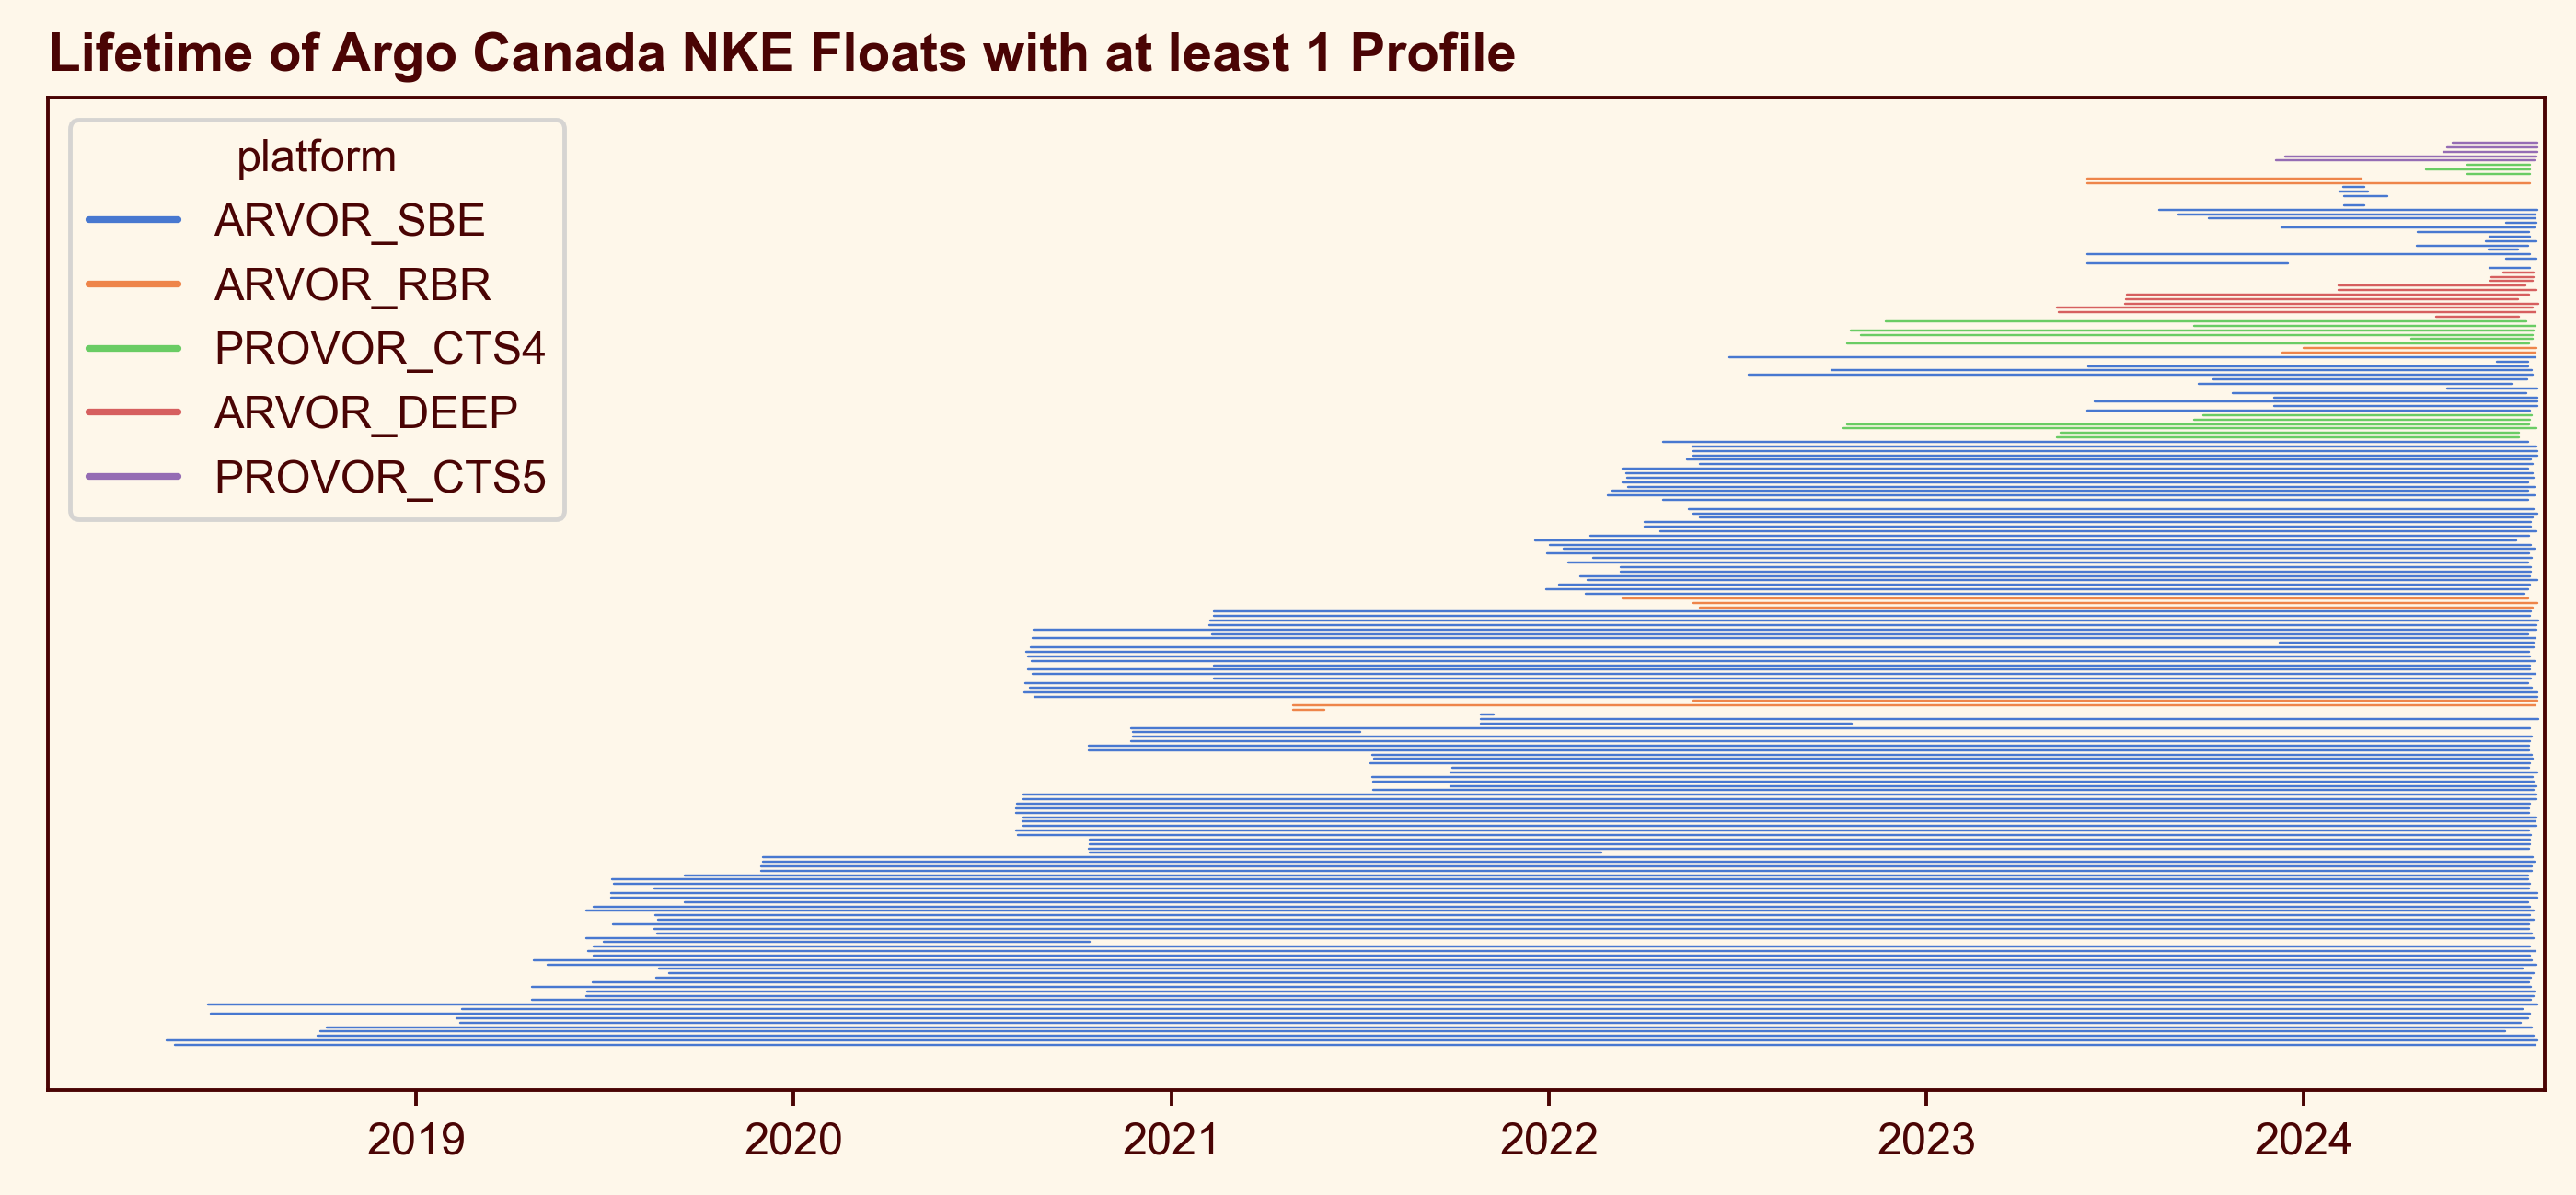 Lifetime of Argo Canada NKE Floats with at least 1 Profile
platform
ARVOR_SBE
ARVOR_RBR
PROVOR_CTS4
ARVOR_DEEP
PROVOR_CTS5
2019 2020 2021 2022 2023 2024